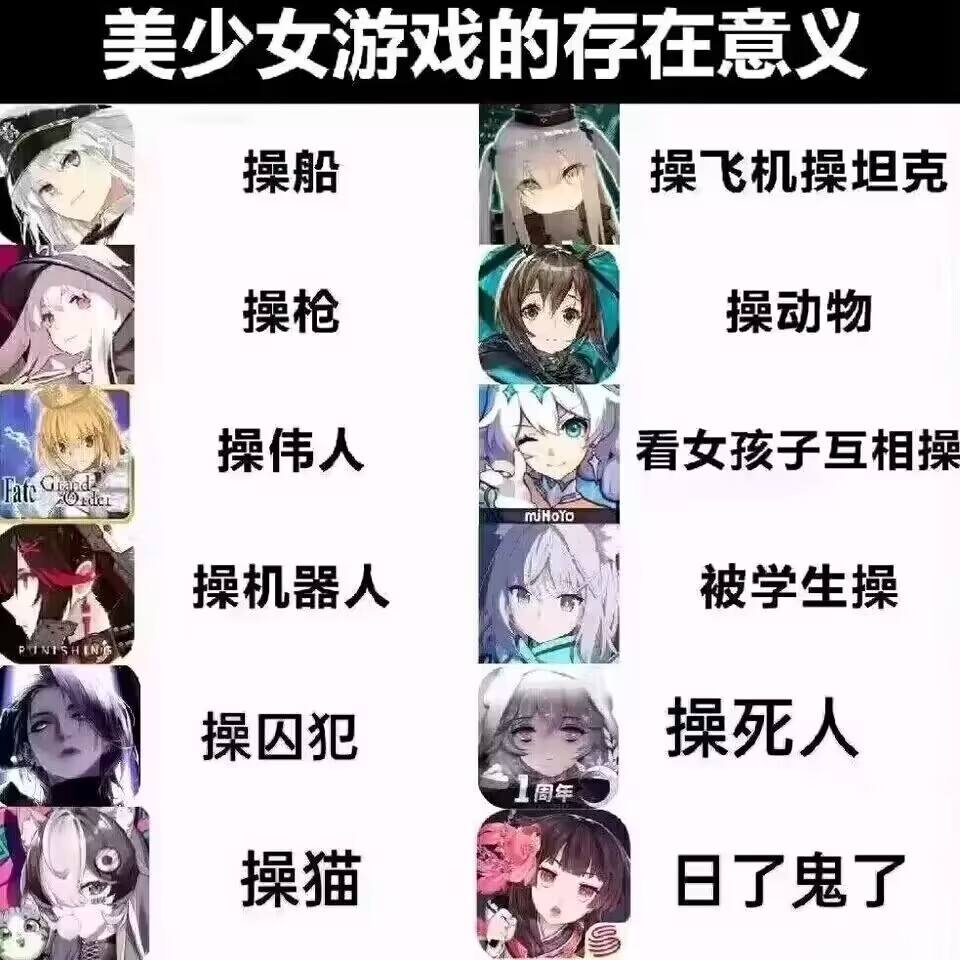 美少女游戏的存在意义
操船
操飞机操坦克
操枪
操动物
Fate Grand Order
操伟人
miHoYo
看女孩子互相操
PUNISHING
操机器人
被学生操
操囚犯
1周年
操死人
操猫
日了鬼了